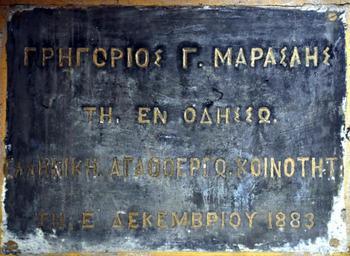 ΓΡΗΓΟΡΙΟΣ Γ. ΜΑΡΑΣΛΗΣ
ΤΗ. ΕΝ ΟΔΗΣΣΩ.
ΕΛΛΗΝΙΚΗ. ΑΓΑΘΟΕΡΓΩ. ΚΟΙΝΟΤΗΤΙ
ΤΗ. Ε΄ ΔΕΚΕΜΒΡΙΟΥ 1883